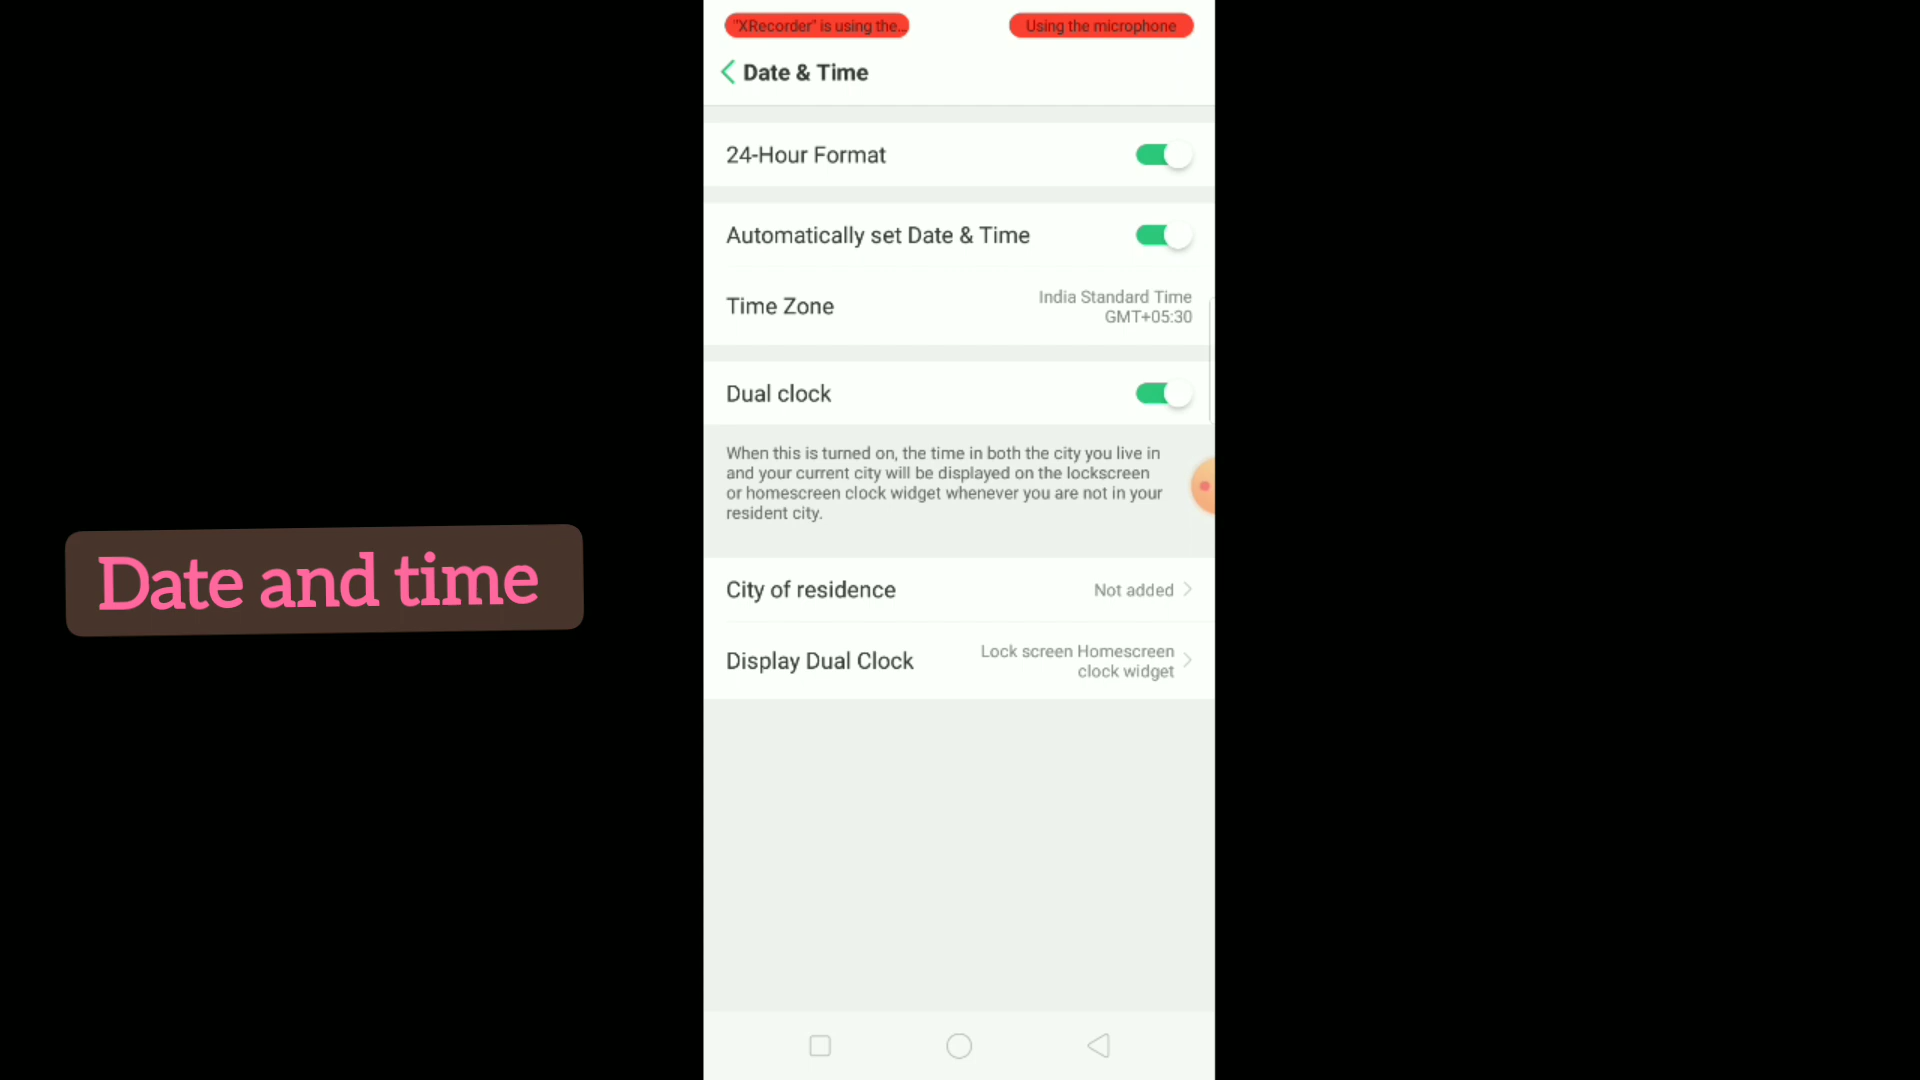 "XRecorder" is using the...
Using the microphone
Date & Time
24-Hour Format
Automatically set Date & Time
Time Zone
India Standard Time
GMT+05:30
Dual clock
When this is turned on, the time in both the city you live in
and your current city will be displayed on the lockscreen
or homescreen clock widget whenever you are not in your
resident city.
City of residence
Not added
Display Dual Clock
Lock screen Homescreen
clock widget
Date and time